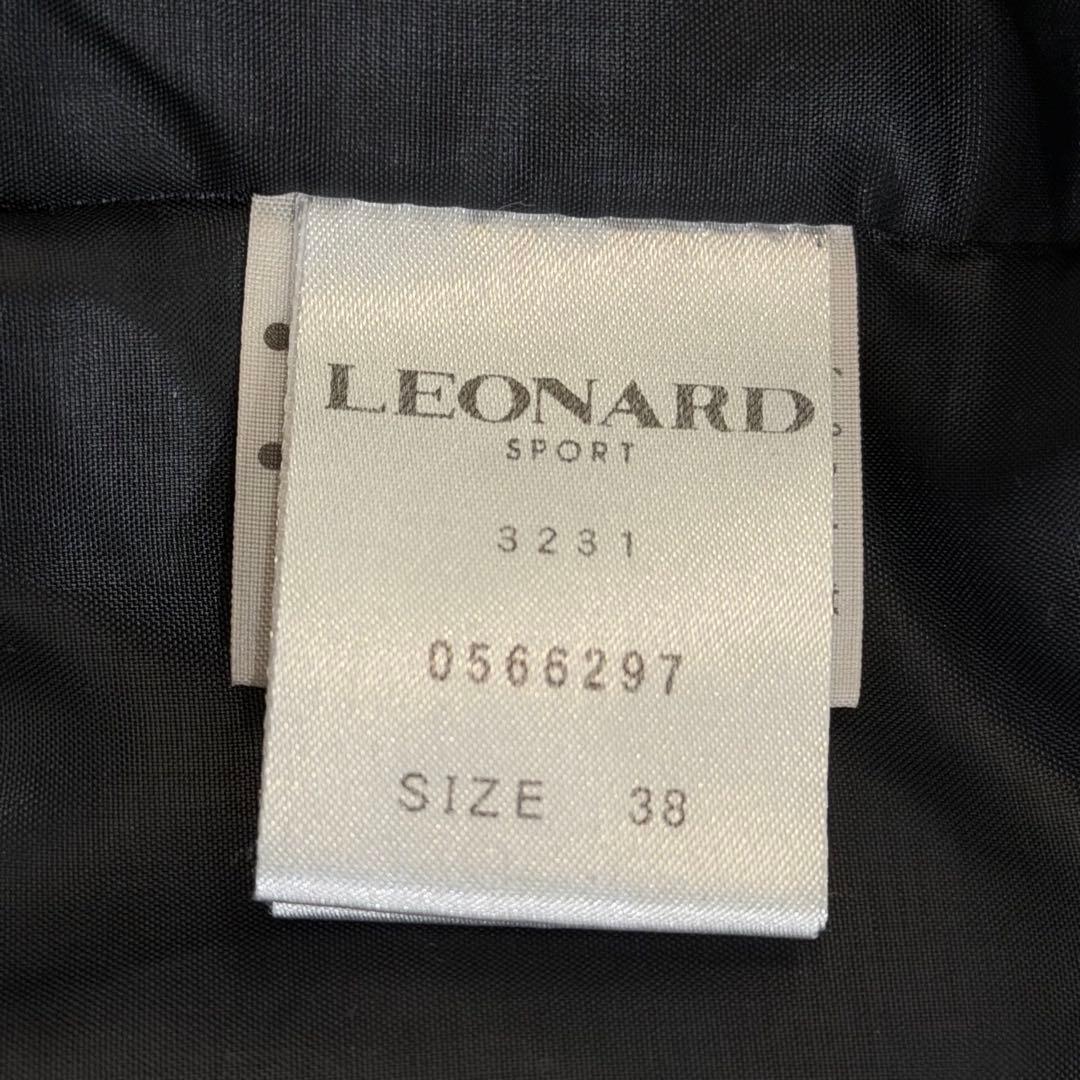 LEONARD
SPORT
3231
0566297
SIZE 38